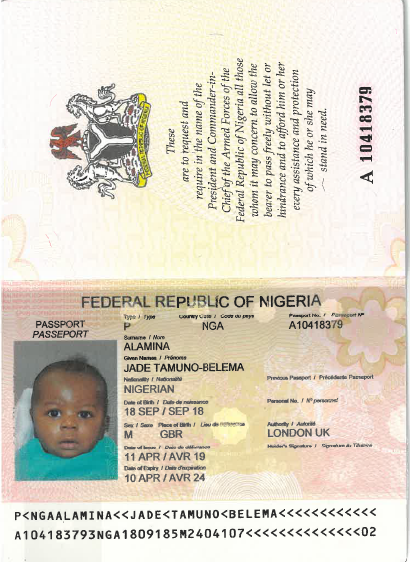 These
are to request and
require in the name of the
President and Commander-in-
Chief of the Armed Forces of the
Federal Republic of Nigeria all those
whom it may concern to allow the
bearer to pass freely without let or
hindrance and to afford him or her
every assistance and protection
of which he or she may
stand in need.
A 10418379
FEDERAL REPUBLIC OF NIGERIA
PASSPORT
PASSEPORT
Type / Type Country Code / Code du pays Passport No. / Passeport Nº
P NGA A10418379
Surname / Nom
ALAMINA
Given Names / Prénoms
JADE TAMUNO-BELEMA
Nationality / Nationalité Previous Passport / Précédente Passeport
NIGERIAN
Date of Birth / Date de naissance Personal No. / Nº personnel
18 SEP / SEP 18
Sex / Sexe Place of Birth / Lieu de naissance Authority / Autorité
M GBR LONDON UK
Date of Issue / Date de délivrance Holder's Signature / Signature du Titulaire
11 APR / AVR 19
Date of Expiry / Date d'expiration
10 APR / AVR 24
P<NGAALAMINA<<JADE<TAMUNO<BELEMA<<<<<<<<<<<<
A104183793NGA1809185M2404107<<<<<<<<<<<<<<02